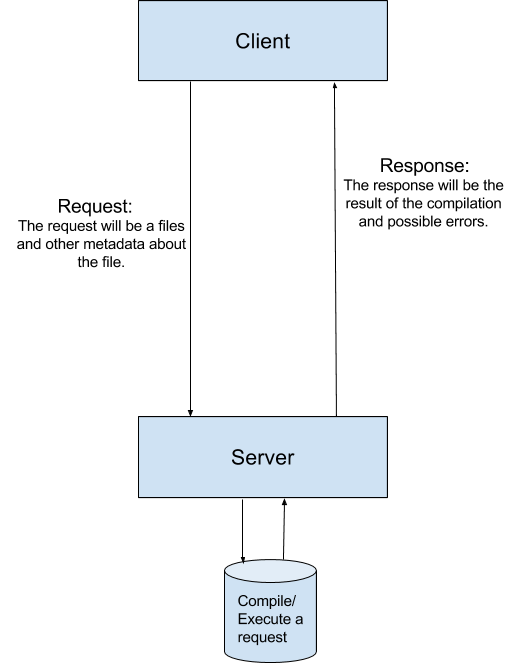 Client
Response:
The response will be the
result of the compilation
and possible errors.
Request:
The request will be a files
and other metadata about
the file.
Server
Compile/
Execute a
request